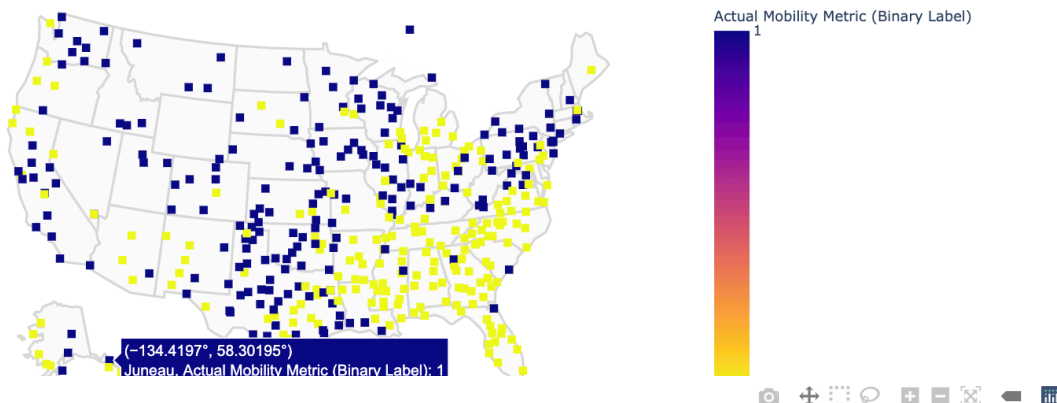 Actual Mobility Metric (Binary Label)
1
(−134.4197°, 58.30195°)
Juneau, Actual Mobility Metric (Binary Label): 1